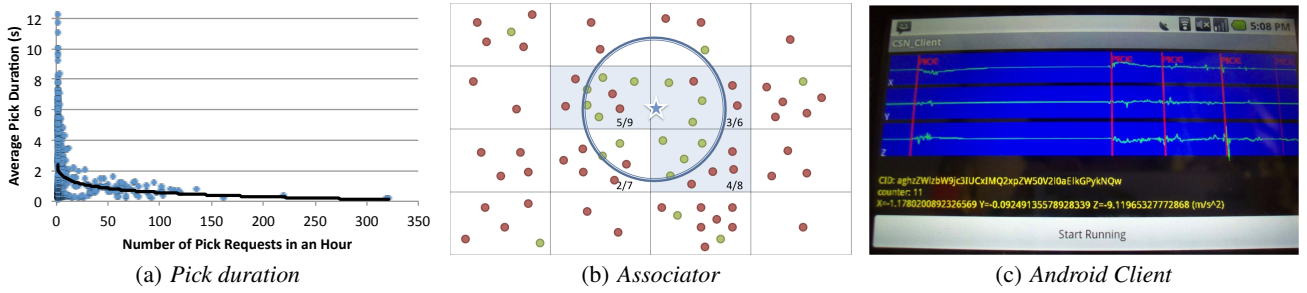 Average Pick Duration (s)
12
10
8
6
4
2
0
0 50 100 150 200 250 300 350
Number of Pick Requests in an Hour
(a) Pick duration
5/9 3/6
2/7 4/8
(b) Associator
5:08 PM
CSN_Client
PICK PICK PICK PICK
X
Y
Z
counter: 11
X=-1.1780200892326569 Y=-0.09249135578928339 Z=-9.11965327772868 (m/s^2)
Start Running
(c) Android Client